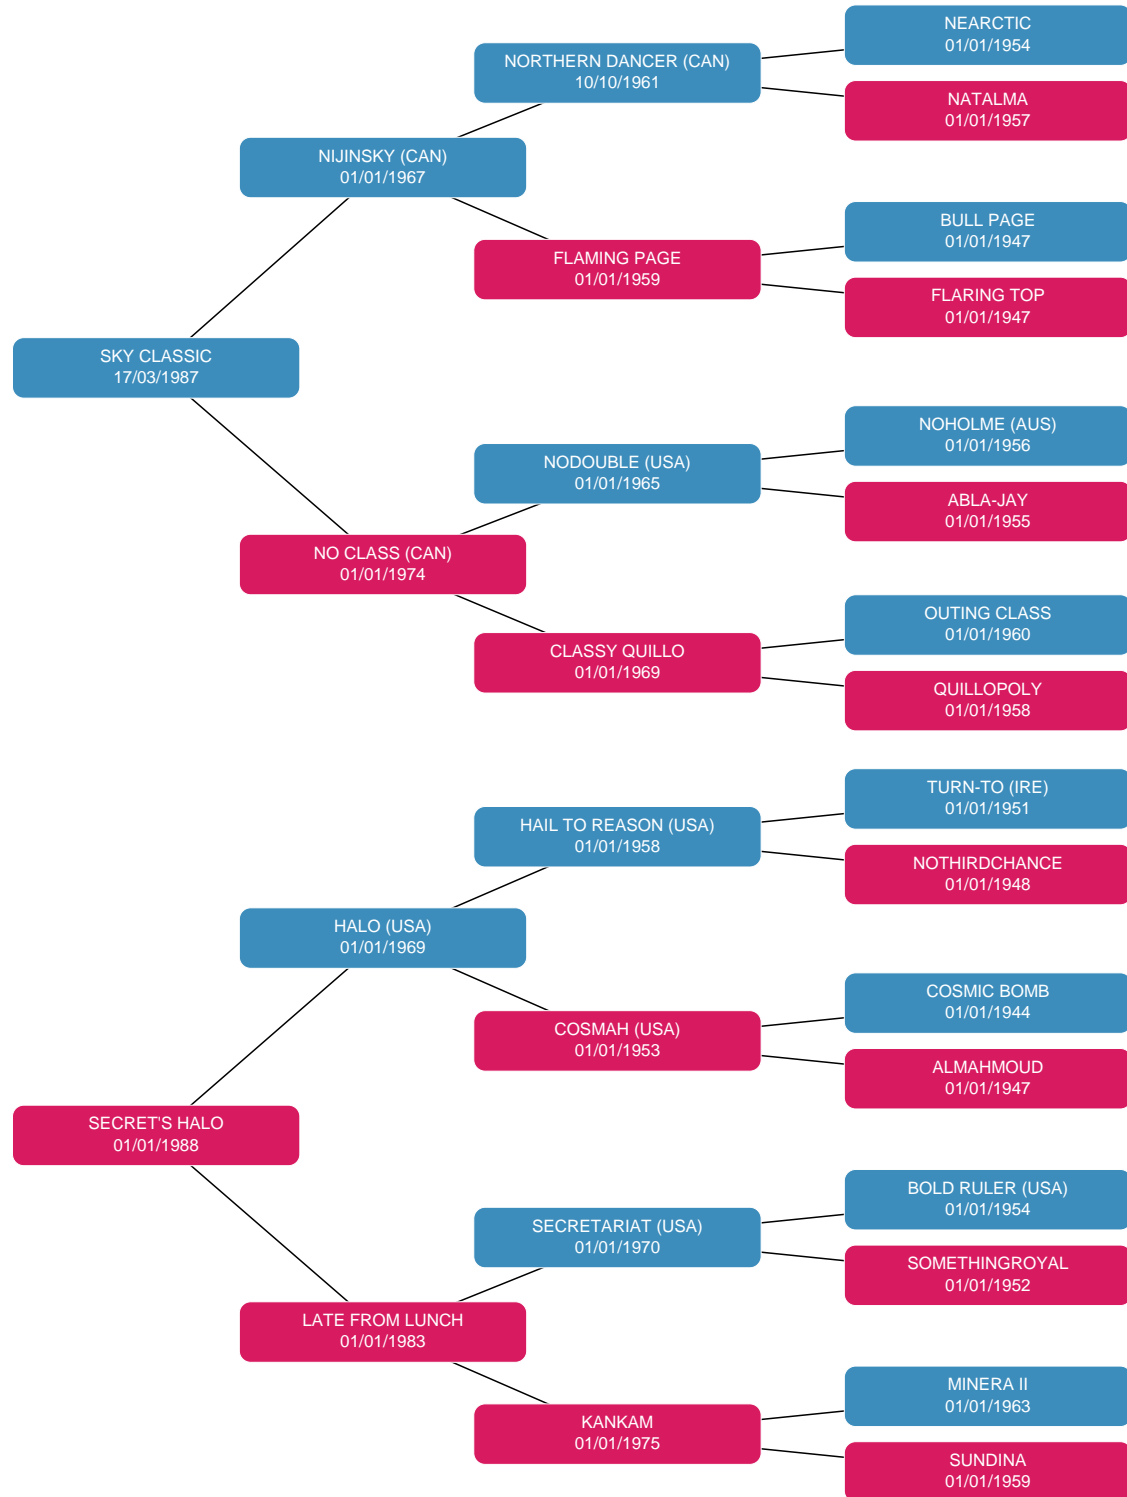 NEARCTIC
01/01/1954
NORTHERN DANCER (CAN)
10/10/1961
NATALMA
01/01/1957
NIJINSKY (CAN)
01/01/1967
BULL PAGE
01/01/1947
FLAMING PAGE
01/01/1959
FLARING TOP
01/01/1947
SKY CLASSIC
17/03/1987
NOHOLME (AUS)
01/01/1956
NODOUBLE (USA)
01/01/1965
ABLA-JAY
01/01/1955
NO CLASS (CAN)
01/01/1974
OUTING CLASS
01/01/1960
CLASSY QUILLO
01/01/1969
QUILLOPOLY
01/01/1958
TURN-TO (IRE)
01/01/1951
HAIL TO REASON (USA)
01/01/1958
NOTHIRDCHANCE
01/01/1948
HALO (USA)
01/01/1969
COSMIC BOMB
01/01/1944
COSMAH (USA)
01/01/1953
ALMAHMOUD
01/01/1947
SECRET'S HALO
01/01/1988
BOLD RULER (USA)
01/01/1954
SECRETARIAT (USA)
01/01/1970
SOMETHINGROYAL
01/01/1952
LATE FROM LUNCH
01/01/1983
MINERA II
01/01/1963
KANKAM
01/01/1975
SUNDINA
01/01/1959